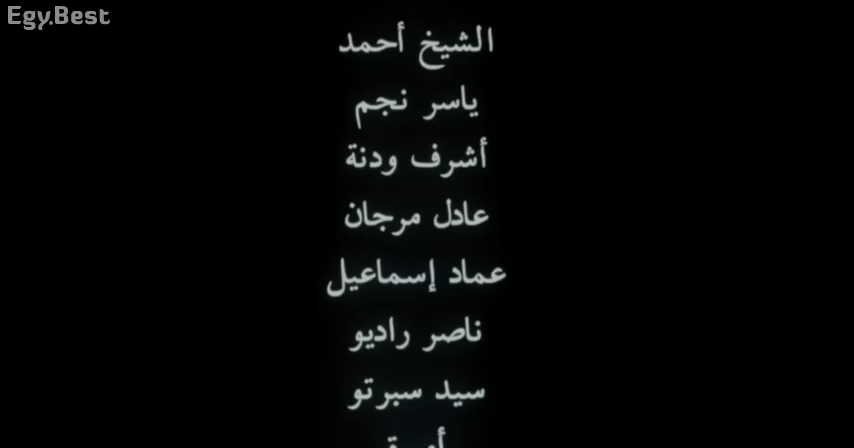 Egy.Best
الشيخ أحمد
ياسر نجم
أشرف ودنة
عادل مرجان
عماد إسماعيل
ناصر راديو
سيد سبرتو